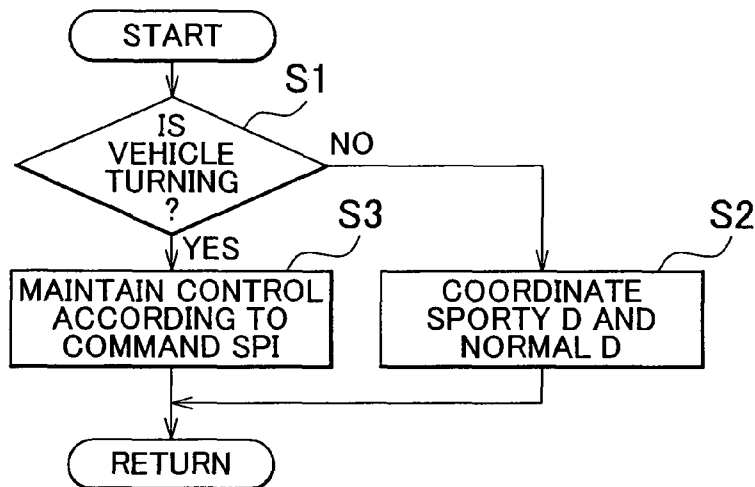 START
S1
IS
VEHICLE
TURNING
?
NO
YES
S3
MAINTAIN CONTROL
ACCORDING TO
COMMAND SPI
S2
COORDINATE
SPORTY D AND
NORMAL D
RETURN